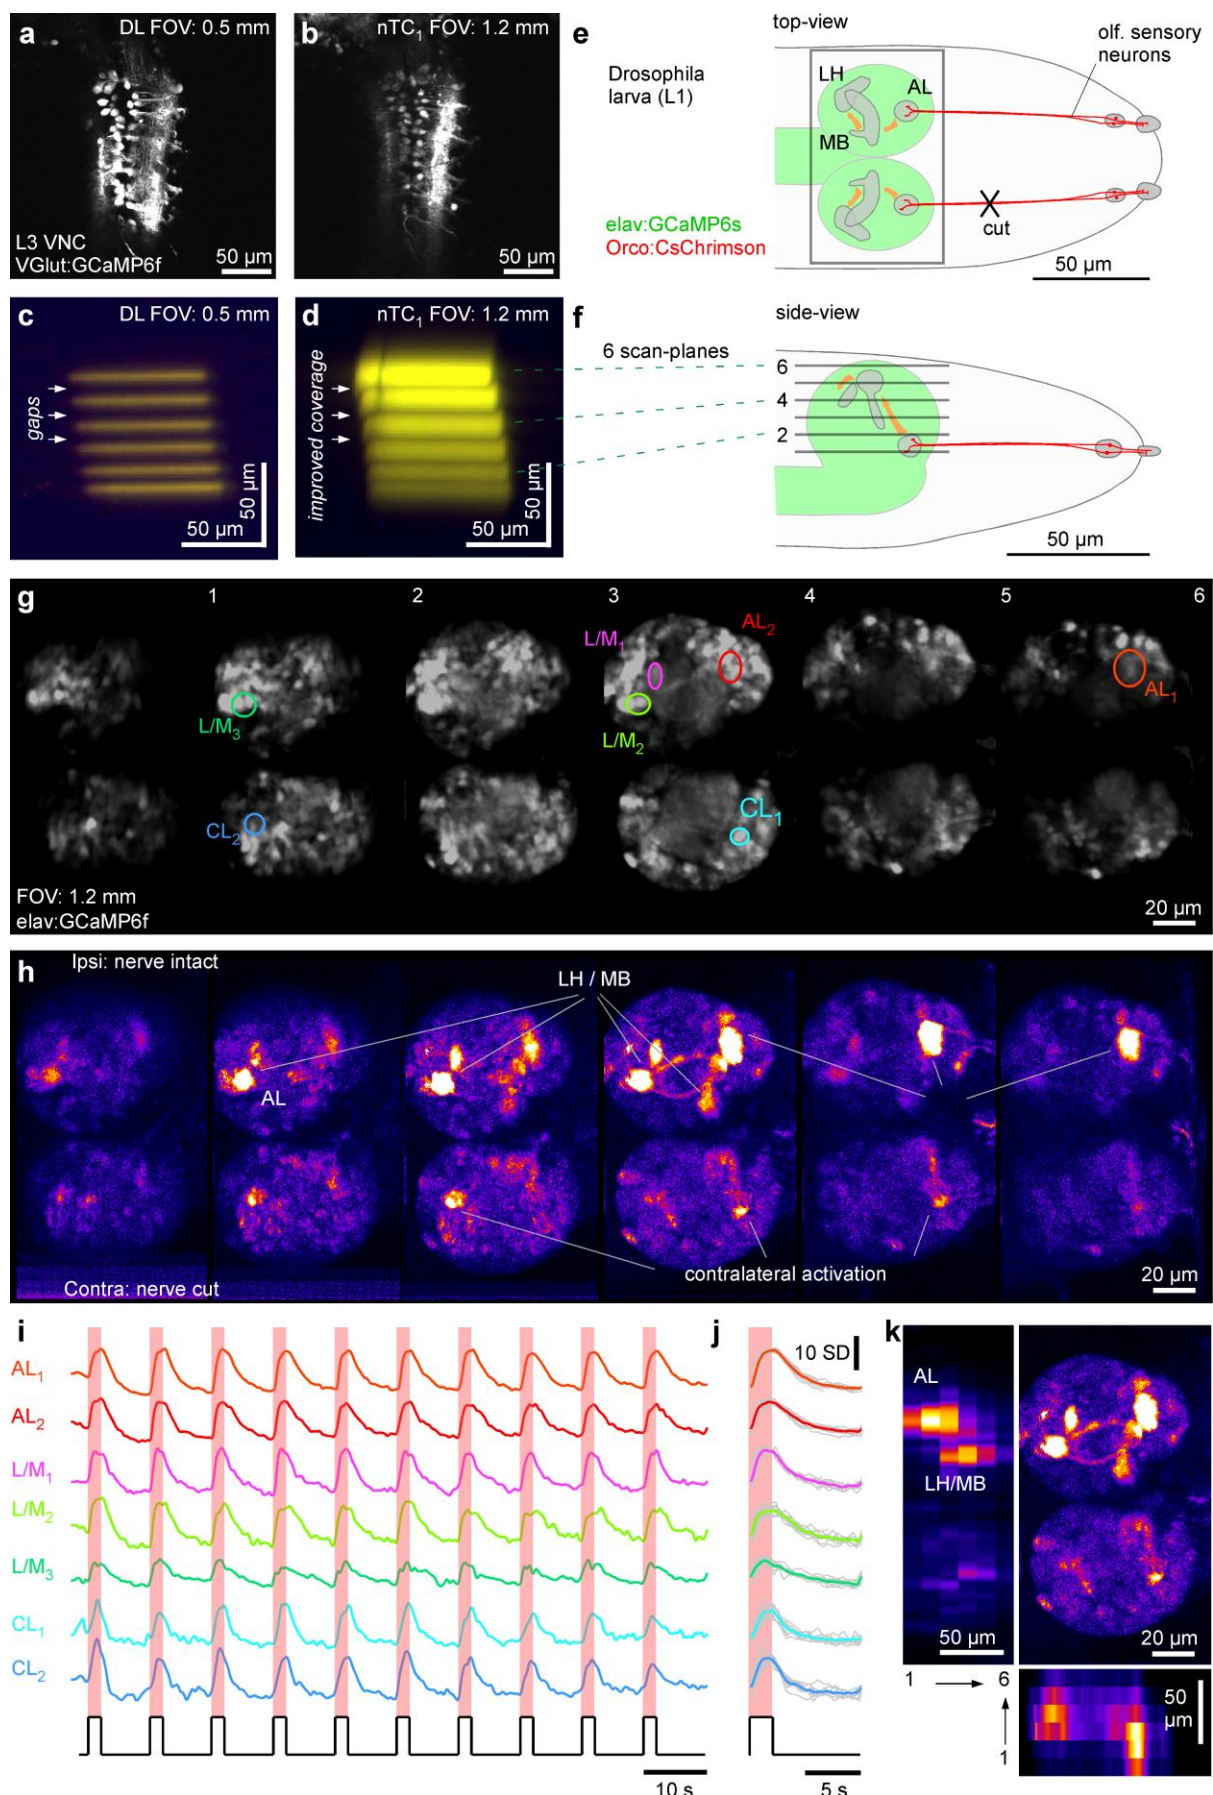 a
DL FOV: 0.5 mm
L3 VNC
VGlut:GCaMP6f
50 µm
b
nTC1 FOV: 1.2 mm
50 µm
e
top-view
Drosophila
larva (L1)
LH
AL
MB
olf. sensory
neurons
elav:GCaMP6s
Orco:CsChrimson
cut
50 µm
c
DL FOV: 0.5 mm
gaps
50 µm
50 µm
d
nTC1 FOV: 1.2 mm
improved coverage
50 µm
50 µm
f
side-view
6 scan-planes
6
4
2
50 µm
g
1
2
3
4
5
6
L/M1
AL2
AL1
L/M3
L/M2
CL2
CL1
FOV: 1.2 mm
elav:GCaMP6f
20 µm
h
Ipsi: nerve intact
LH / MB
AL
contralateral activation
Contra: nerve cut
20 µm
i
AL1
AL2
L/M1
L/M2
L/M3
CL1
CL2
10 s
j
10 SD
5 s
k
AL
LH/MB
50 µm
20 µm
1
6
1
50
µm